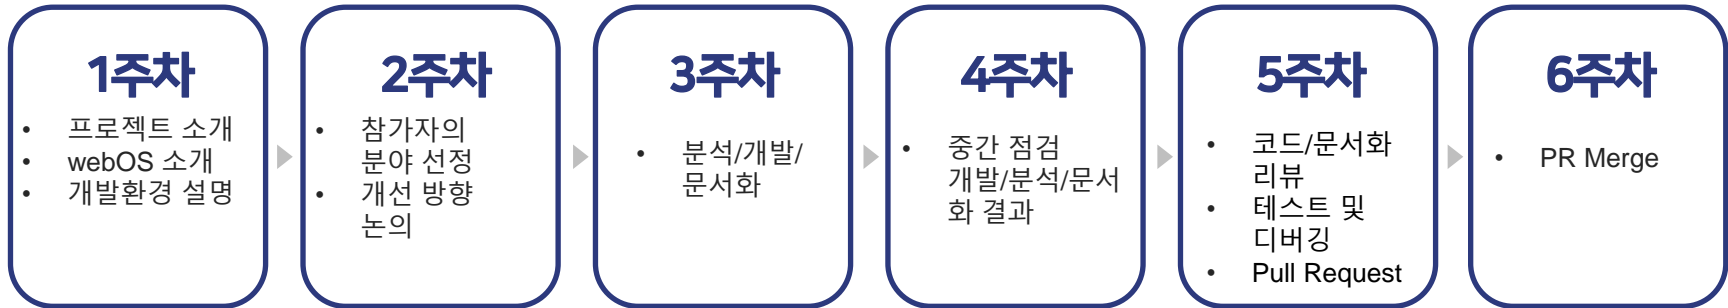 1주차
• 프로젝트 소개
• webOS 소개
• 개발환경 설명
2주차
• 참가자의
분야 선정
• 개선 방향
논의
3주차
• 분석/개발/
문서화
4주차
• 중간 점검
개발/분석/문서
화 결과
5주차
• 코드/문서화
리뷰
• 테스트 및
디버깅
• Pull Request
6주차
• PR Merge